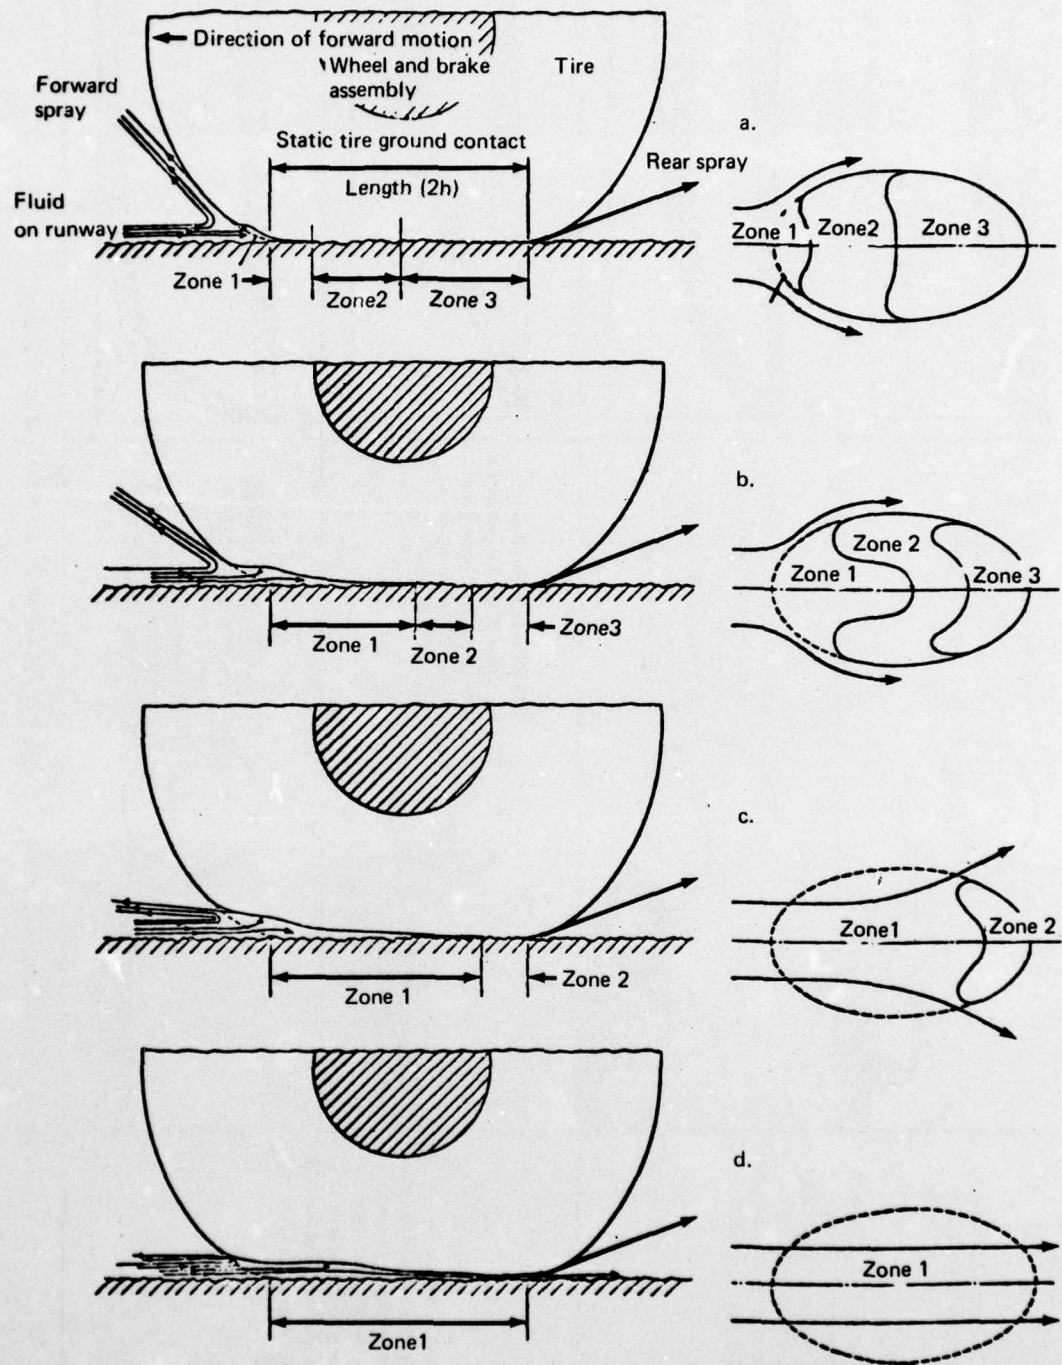 Direction of forward motion
Wheel and brake
assembly
Tire
Forward
spray
Static tire ground contact
Length (2h)
Rear spray
Fluid
on runway
Zone 1
Zone2
Zone 3
a.
Zone 1
Zone2
Zone 3
Zone 1
Zone 2
Zone3
b.
Zone 1
Zone 2
Zone 3
Zone 1
Zone 2
c.
Zone1
Zone 2
Zone1
d.
Zone 1